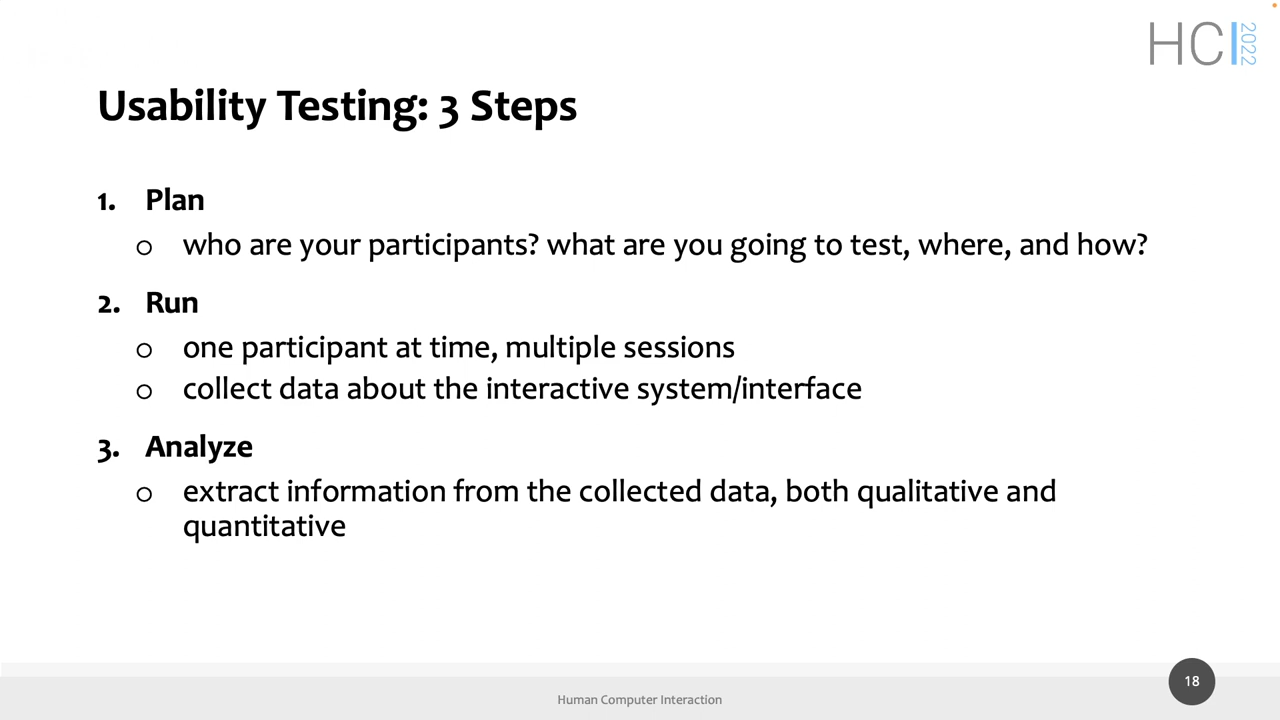 HCI 2022
Usability Testing: 3 Steps
1. Plan
o who are your participants? what are you going to test, where, and how?
2. Run
o one participant at time, multiple sessions
o collect data about the interactive system/interface
3. Analyze
o extract information from the collected data, both qualitative and
quantitative
Human Computer Interaction
18